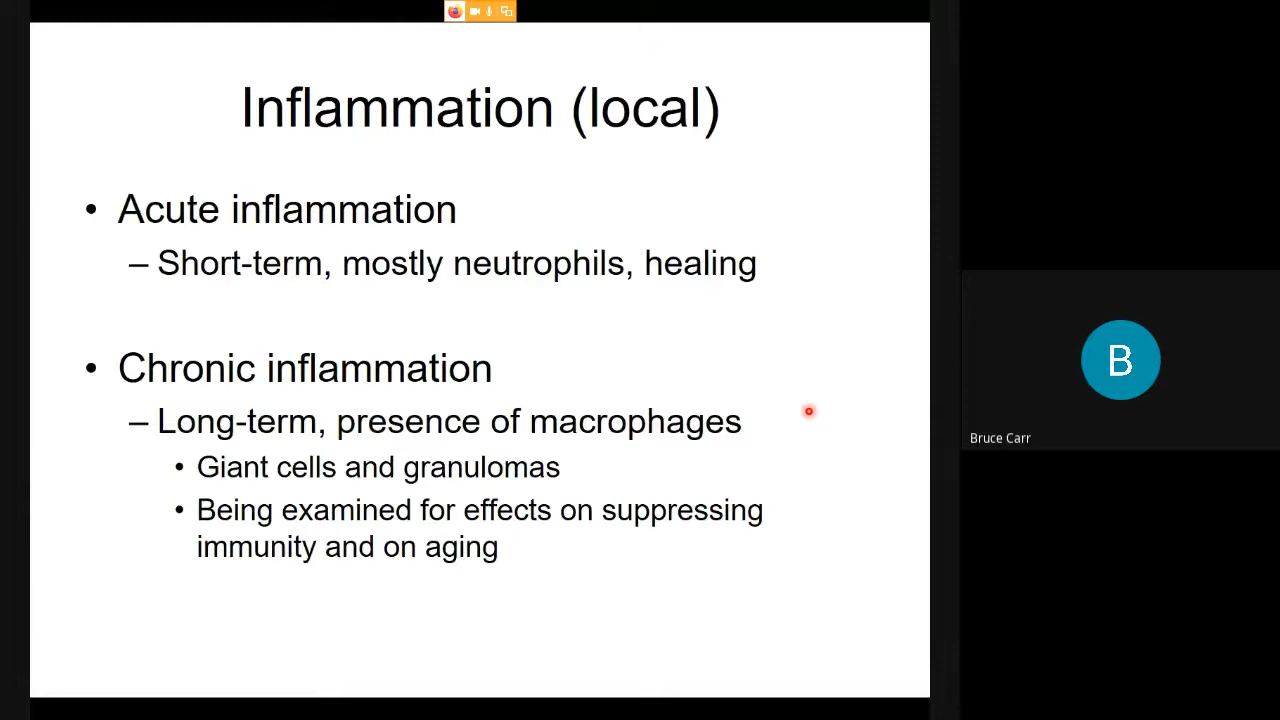 Inflammation (local)
• Acute inflammation
– Short-term, mostly neutrophils, healing
• Chronic inflammation
– Long-term, presence of macrophages
• Giant cells and granulomas
• Being examined for effects on suppressing
immunity and on aging
B
Bruce Carr